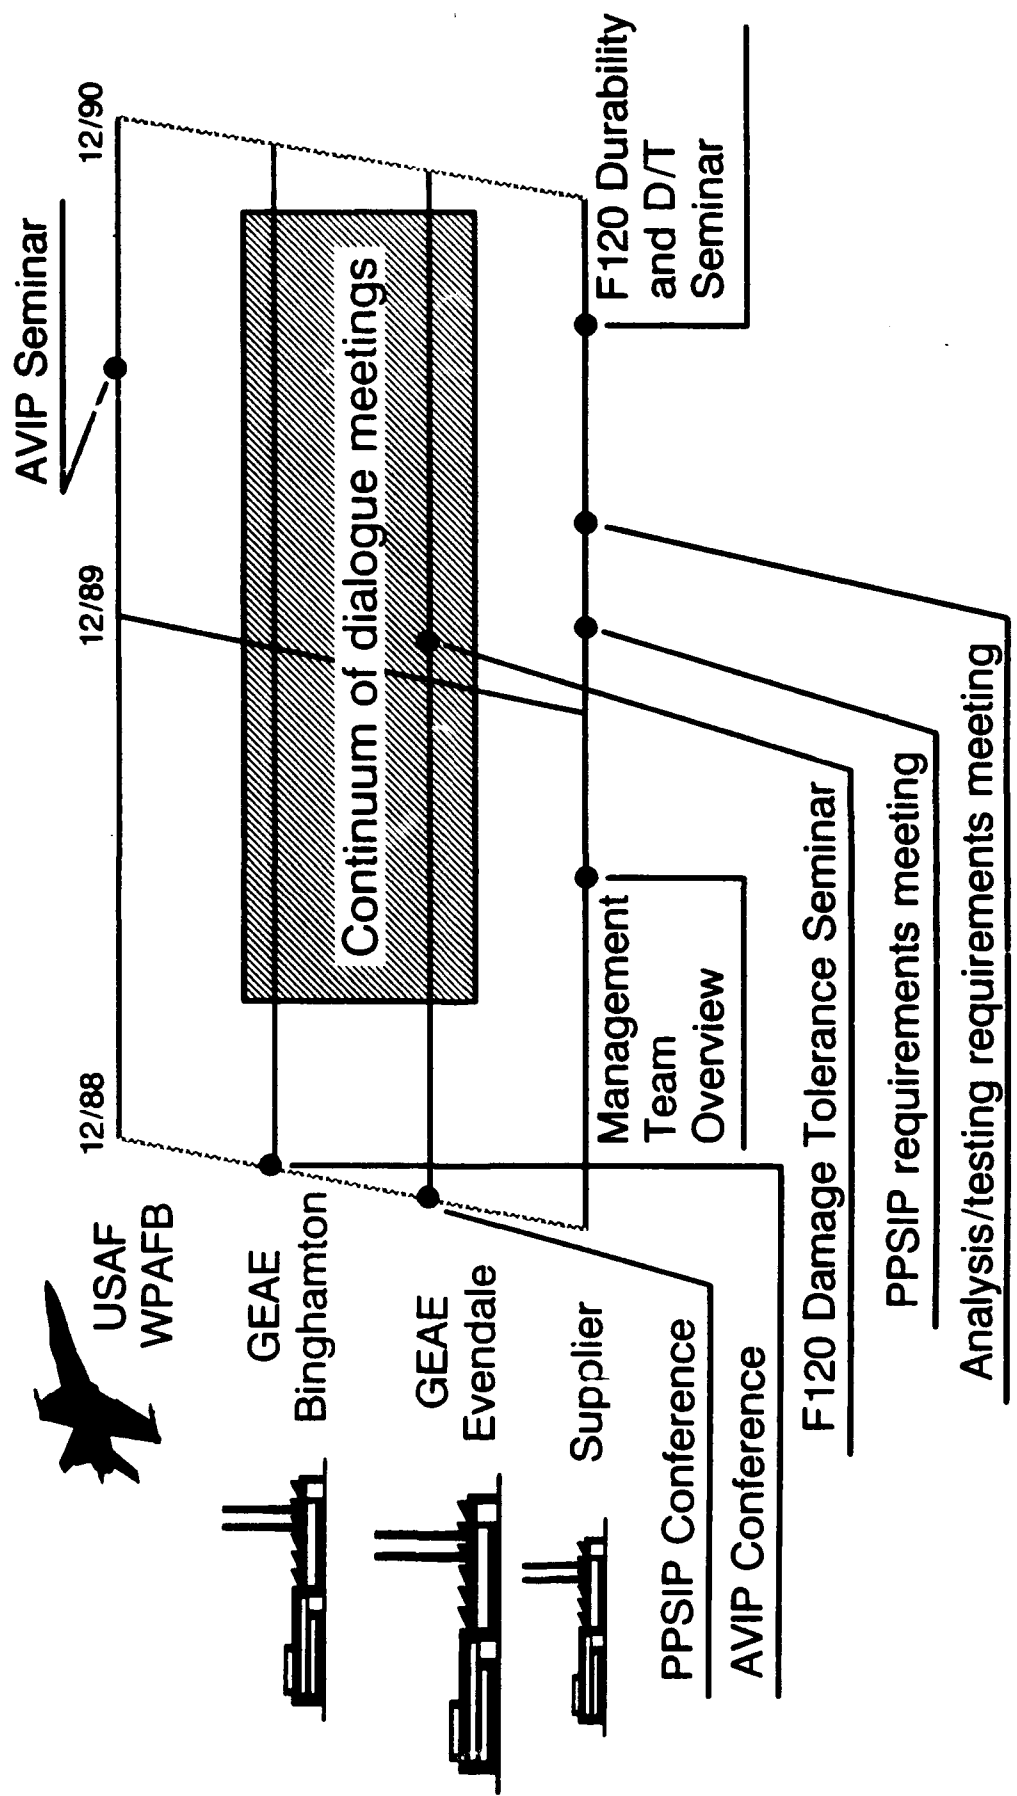 AVIP Seminar
12/88
12/89
12/90
USAF
WPAFB
GEAE
Binghamton
Continuum of dialogue meetings
GEAE
Evendale
Supplier
Management
Team
Overview
F120 Durability
and D/T
Seminar
PPSIP Conference
AVIP Conference
F120 Damage Tolerance Seminar
PPSIP requirements meeting
Analysis/testing requirements meeting